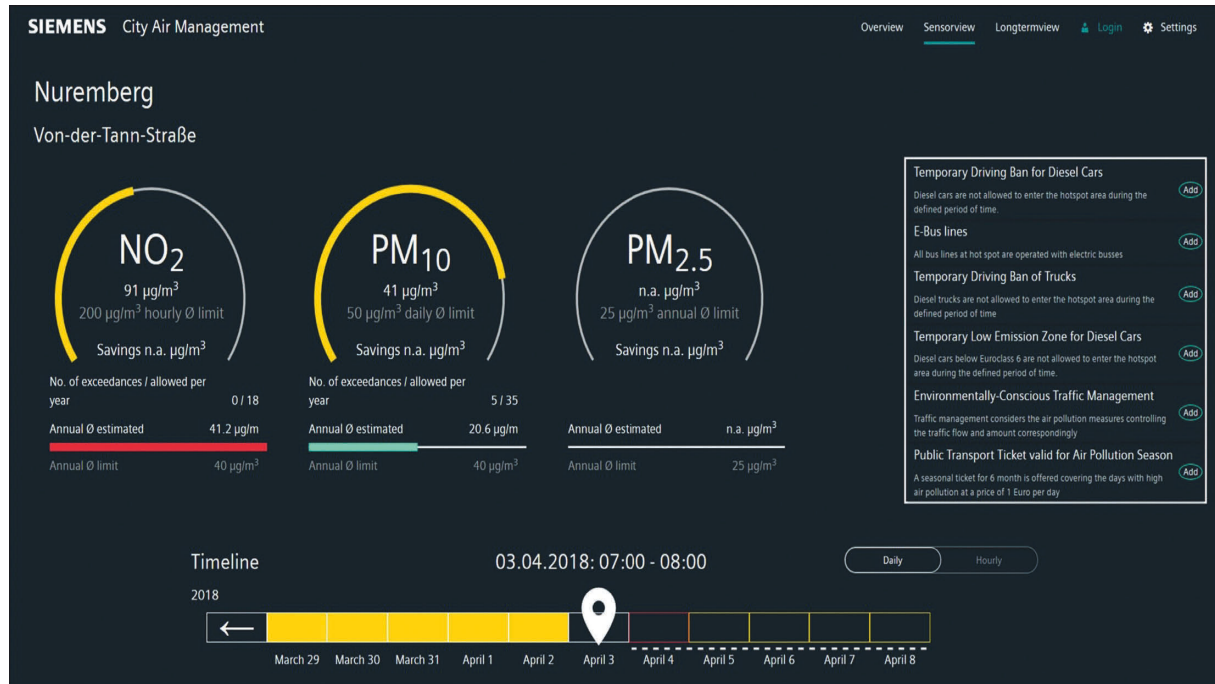 SIEMENS City Air Management
Overview Sensorview Longtermview Login Settings
Nuremberg
Von-der-Tann-Straße
NO₂
91 µg/m³
200 µg/m³ hourly Ø limit
Savings n.a. µg/m³
No. of exceedances / allowed per
year 0 / 18
Annual Ø estimated 41.2 µg/m
Annual Ø limit 40 µg/m³
PM₁₀
41 µg/m³
50 µg/m³ daily Ø limit
Savings n.a. µg/m³
No. of exceedances / allowed per
year 5 / 35
Annual Ø estimated 20.6 µg/m
Annual Ø limit 40 µg/m³
PM₂.₅
n.a. µg/m³
25 µg/m³ annual Ø limit
Savings n.a. µg/m³
Annual Ø estimated n.a. µg/m³
Annual Ø limit 25 µg/m³
Temporary Driving Ban for Diesel Cars
Diesel cars are not allowed to enter the hotspot area during the
defined period of time.
Add
E-Bus lines
All bus lines at hot spot are operated with electric busses
Add
Temporary Driving Ban of Trucks
Diesel trucks are not allowed to enter the hotspot area during the
defined period of time
Add
Temporary Low Emission Zone for Diesel Cars
Diesel cars below Euroclass 6 are not allowed to enter the hotspot
area during the defined period of time.
Add
Environmentally-Conscious Traffic Management
Traffic management considers the air pollution measures controlling
the traffic flow and amount correspondingly
Add
Public Transport Ticket valid for Air Pollution Season
A seasonal ticket for 6 month is offered covering the days with high
air pollution at a price of 1 Euro per day
Add
Timeline 03.04.2018: 07:00 - 08:00 Daily Hourly
2018
March 29 March 30 March 31 April 1 April 2 April 3 April 4 April 5 April 6 April 7 April 8